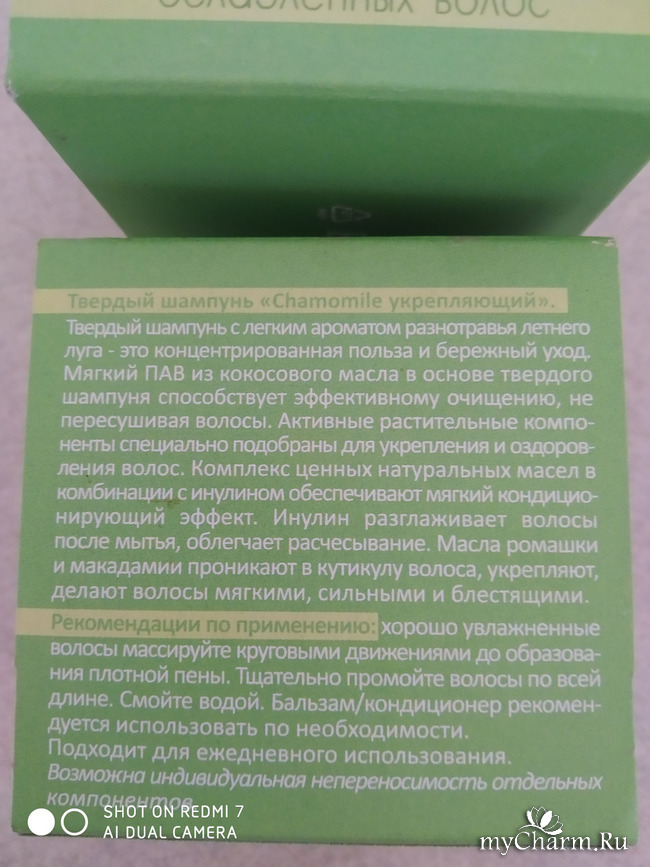 ослабленных волос
Твердый шампунь «Chamomile укрепляющий».
Твердый шампунь с легким ароматом разнотравья летнего
луга - это концентрированная польза и бережный уход.
Мягкий ПАВ из кокосового масла в основе твердого
шампуня способствует эффективному очищению, не
пересушивая волосы. Активные растительные компо-
ненты специально подобраны для укрепления и оздоров-
ления волос. Комплекс ценных натуральных масел в
комбинации с инулином обеспечивают мягкий кондицио-
нирующий эффект. Инулин разглаживает волосы
после мытья, облегчает расчесывание. Масла ромашки
и макадамии проникают в кутикулу волоса, укрепляют,
делают волосы мягкими, сильными и блестящими.
Рекомендации по применению: хорошо увлажненные
волосы массируйте круговыми движениями до образова-
ния плотной пены. Тщательно промойте волосы по всей
длине. Смойте водой. Бальзам/кондиционер рекомен-
дуется использовать по необходимости.
Подходит для ежедневного использования.
Возможна индивидуальная непереносимость отдельных
компонентов.
SHOT ON REDMI 7
AI DUAL CAMERA
myCharm.Ru